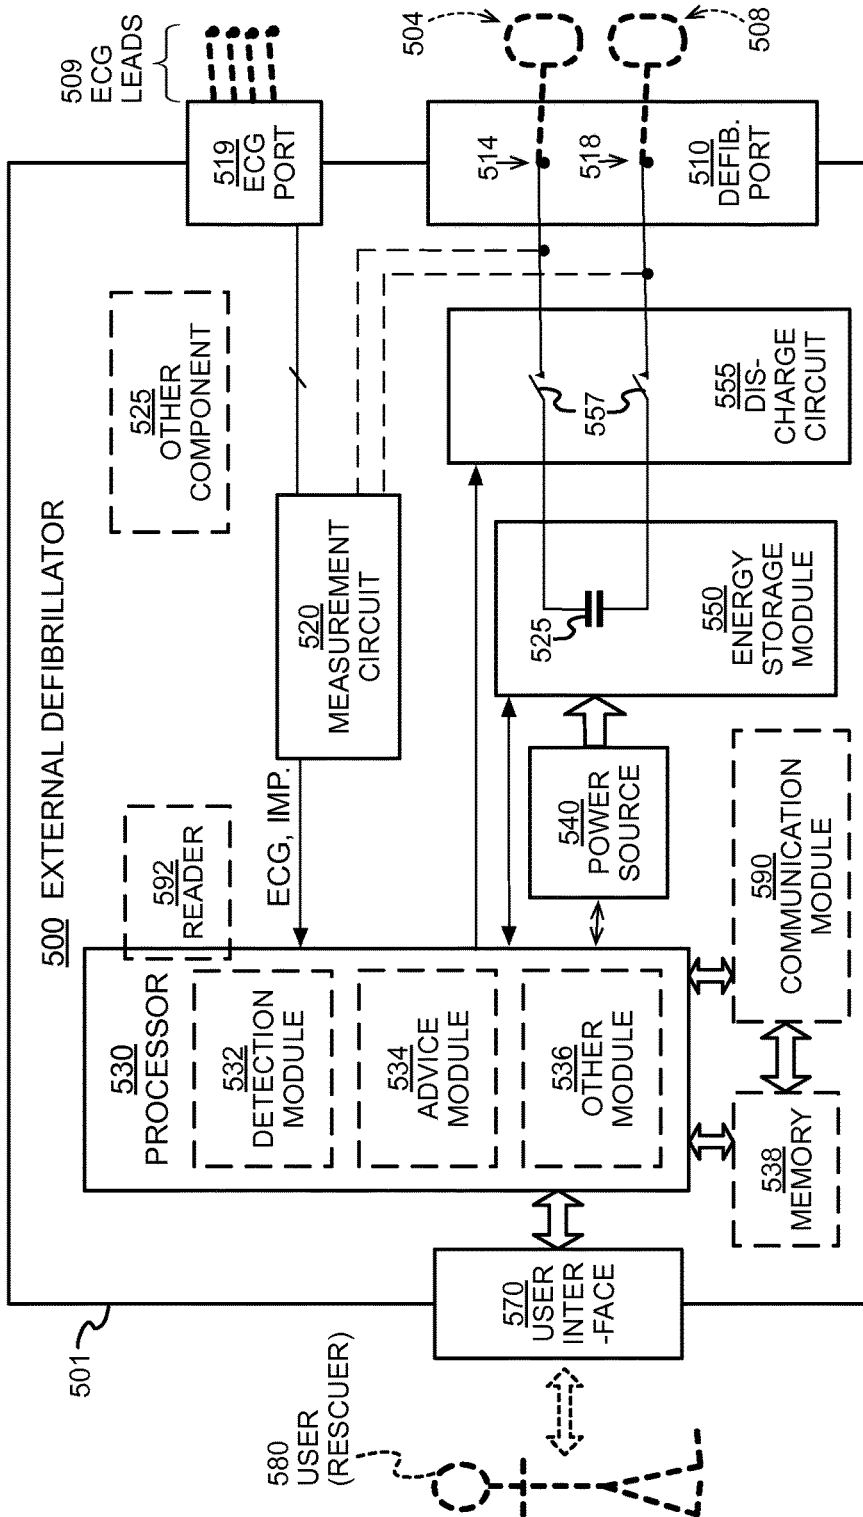 500 EXTERNAL DEFIBRILLATOR
501
580
USER
(RESCUER)
570
USER
INTER
-FACE
530
PROCESSOR
532
DETECTION
MODULE
534
ADVICE
MODULE
536
OTHER
MODULE
538
MEMORY
592
READER
ECG, IMP.
590
COMMUNICATION
MODULE
540
POWER
SOURCE
520
MEASUREMENT
CIRCUIT
525
OTHER
COMPONENT
525
550
ENERGY
STORAGE
MODULE
557
555
DIS-
CHARGE
CIRCUIT
519
ECG
PORT
509
ECG
LEADS
514
518
510
DEFIB.
PORT
504
508